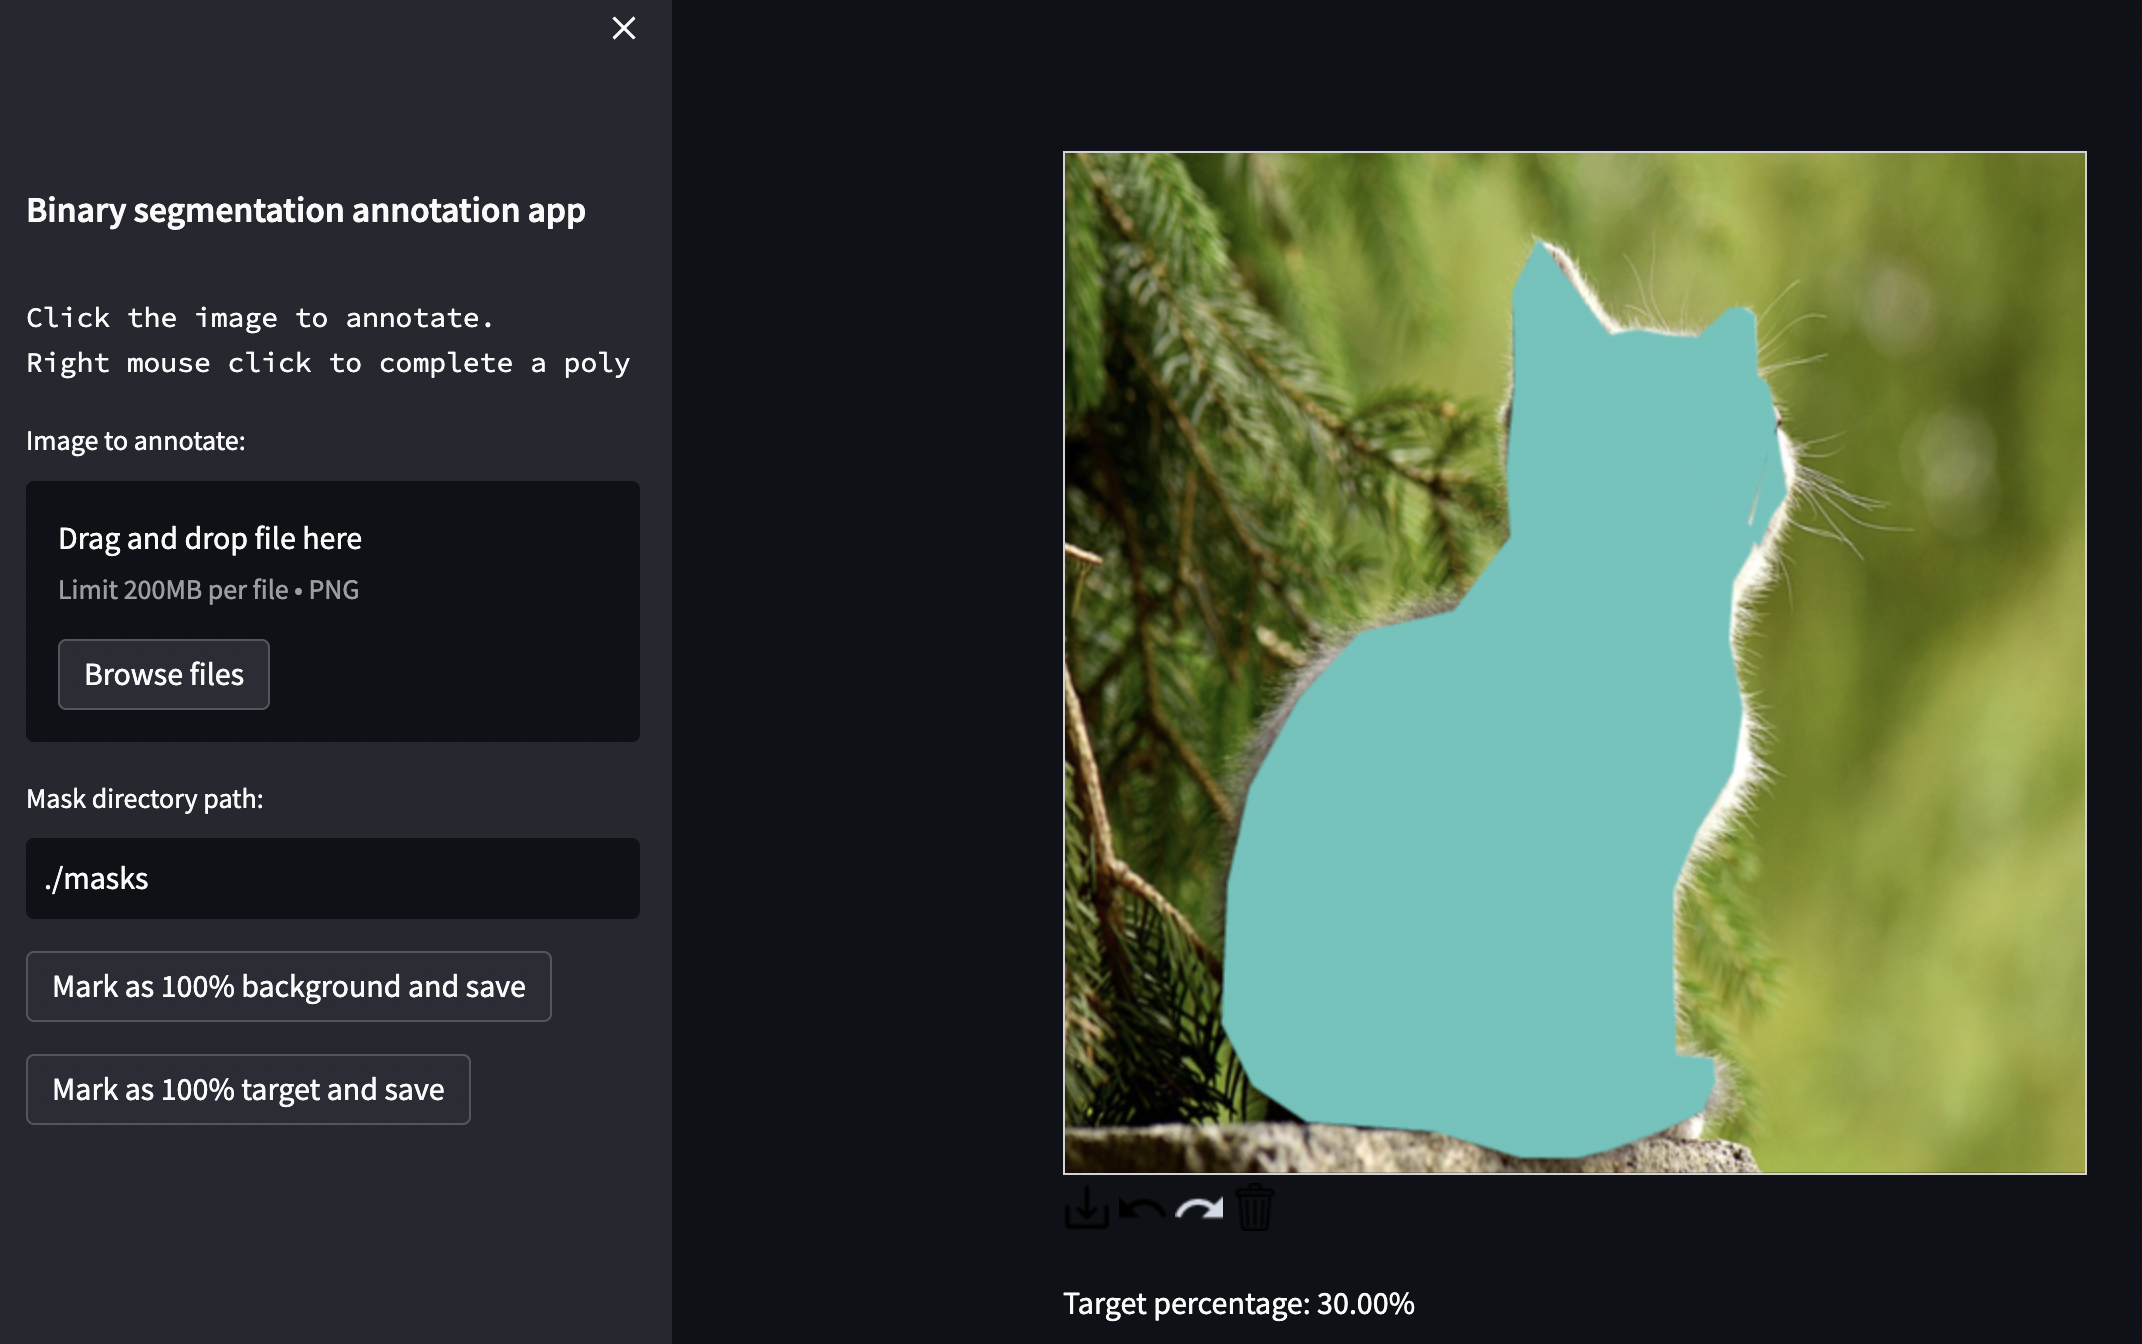 Binary segmentation annotation app
Click the image to annotate.
Right mouse click to complete a poly
Image to annotate:
Drag and drop file here
Limit 200MB per file • PNG
Browse files
Mask directory path:
./masks
Mark as 100% background and save
Mark as 100% target and save
Target percentage: 30.00%